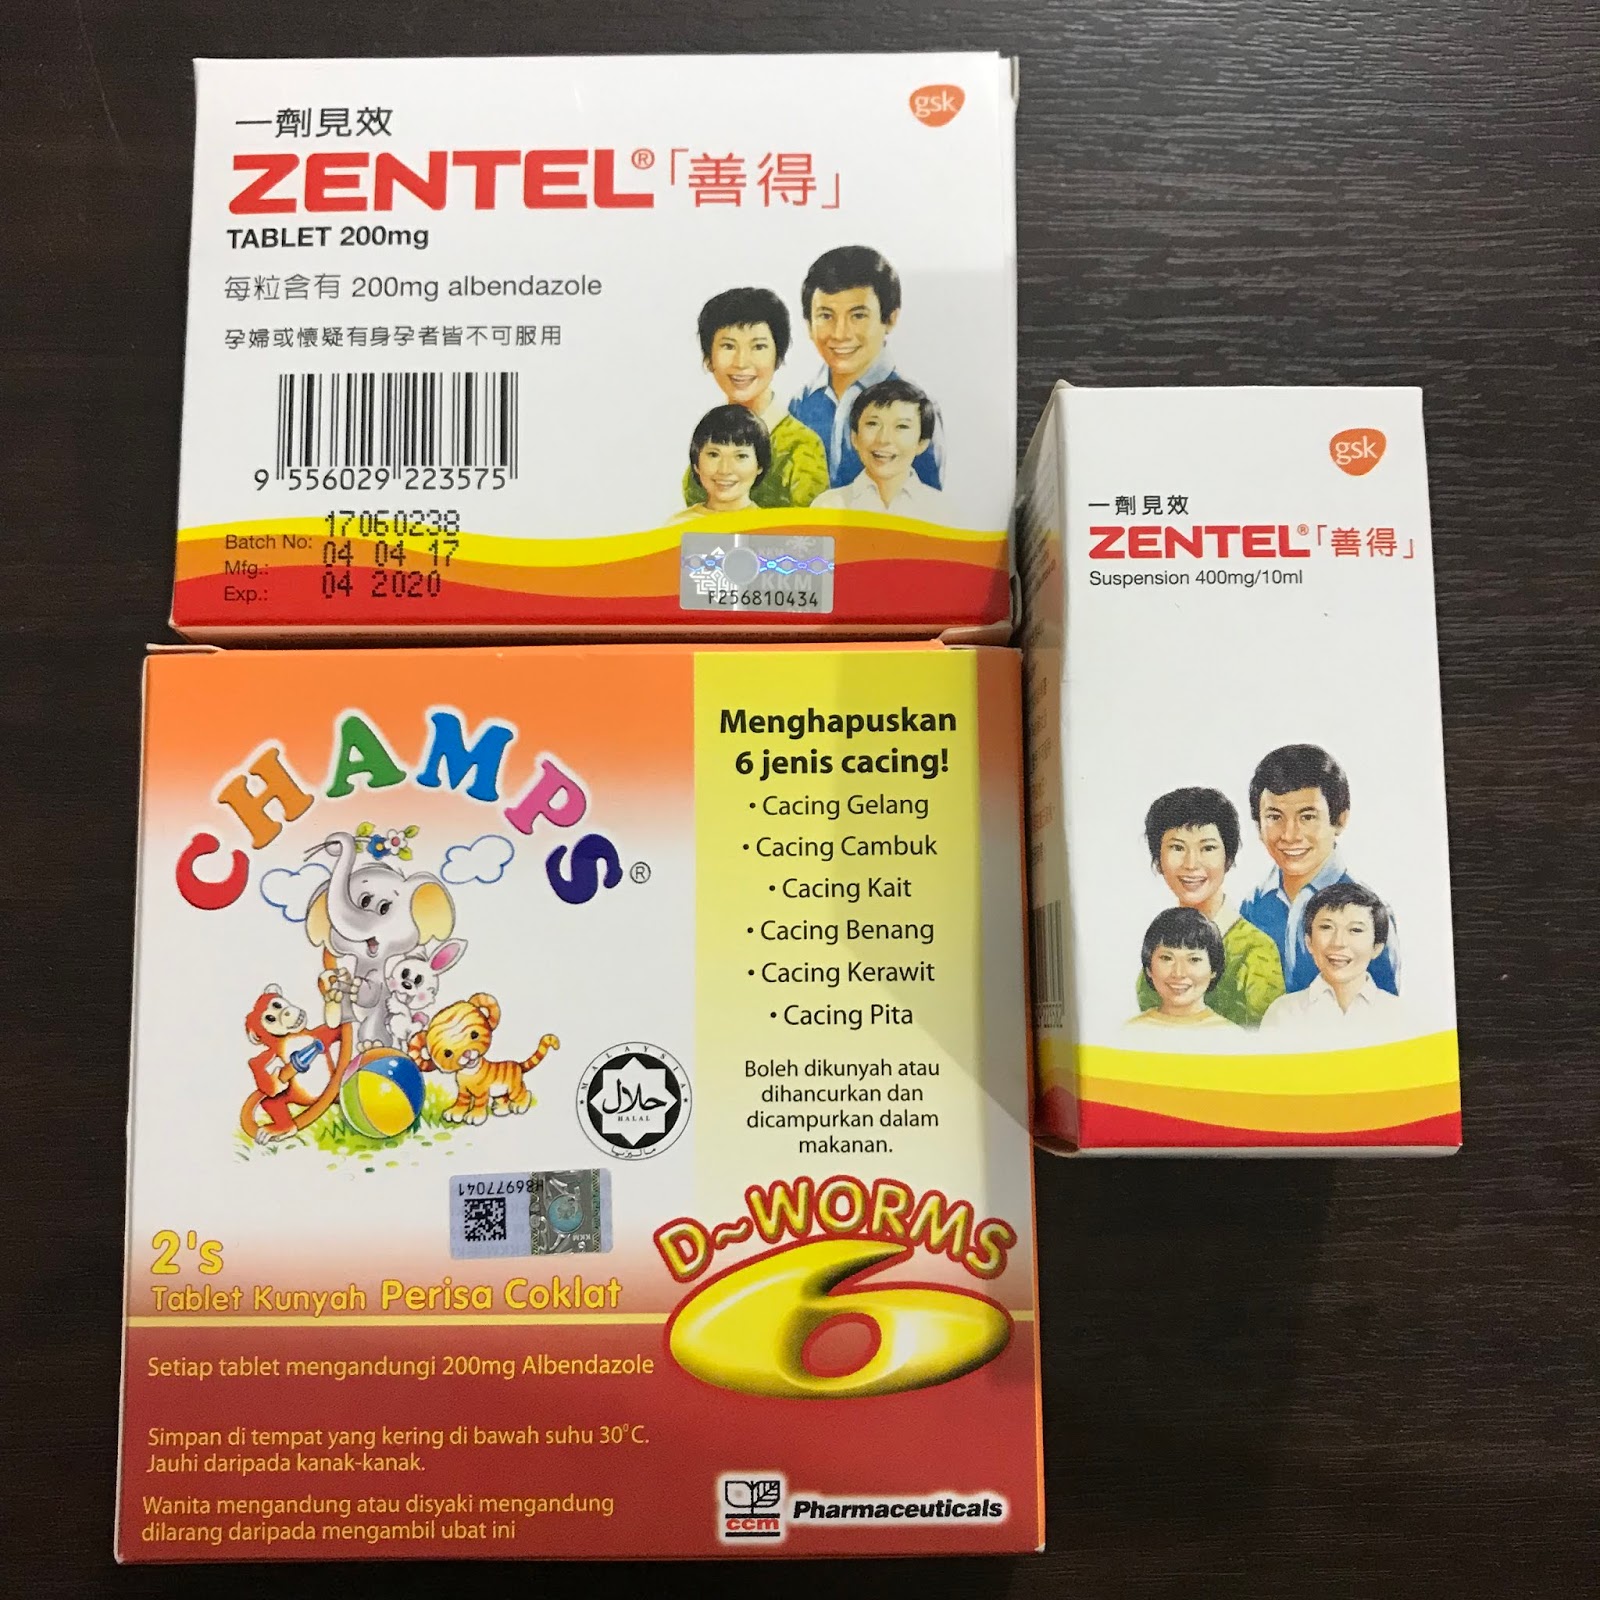 一劑見效
gsk
ZENTEL®「善得」
TABLET 200mg
每粒含有 200mg albendazole
孕婦或懷疑有身孕者皆不可服用
9 556029 223575
Batch No: 17060238
Mfg.: 04 04 17
Exp.: 04 2020
KKM
F256810434
gsk
一劑見效
ZENTEL®「善得」
Suspension 400mg/10ml
CHAMPS®
Menghapuskan
6 jenis cacing!
• Cacing Gelang
• Cacing Cambuk
• Cacing Kait
• Cacing Benang
• Cacing Kerawit
• Cacing Pita
Boleh dikunyah atau
dihancurkan dan
dicampurkan dalam
makanan.
MALAYSIA
حلال
HALAL
ماليزيا
2's
Tablet Kunyah Perisa Coklat
D~WORMS
6
Setiap tablet mengandungi 200mg Albendazole
Simpan di tempat yang kering di bawah suhu 30°C.
Jauhi daripada kanak-kanak.
Wanita mengandung atau disyaki mengandung
dilarang daripada mengambil ubat ini
ccm Pharmaceuticals